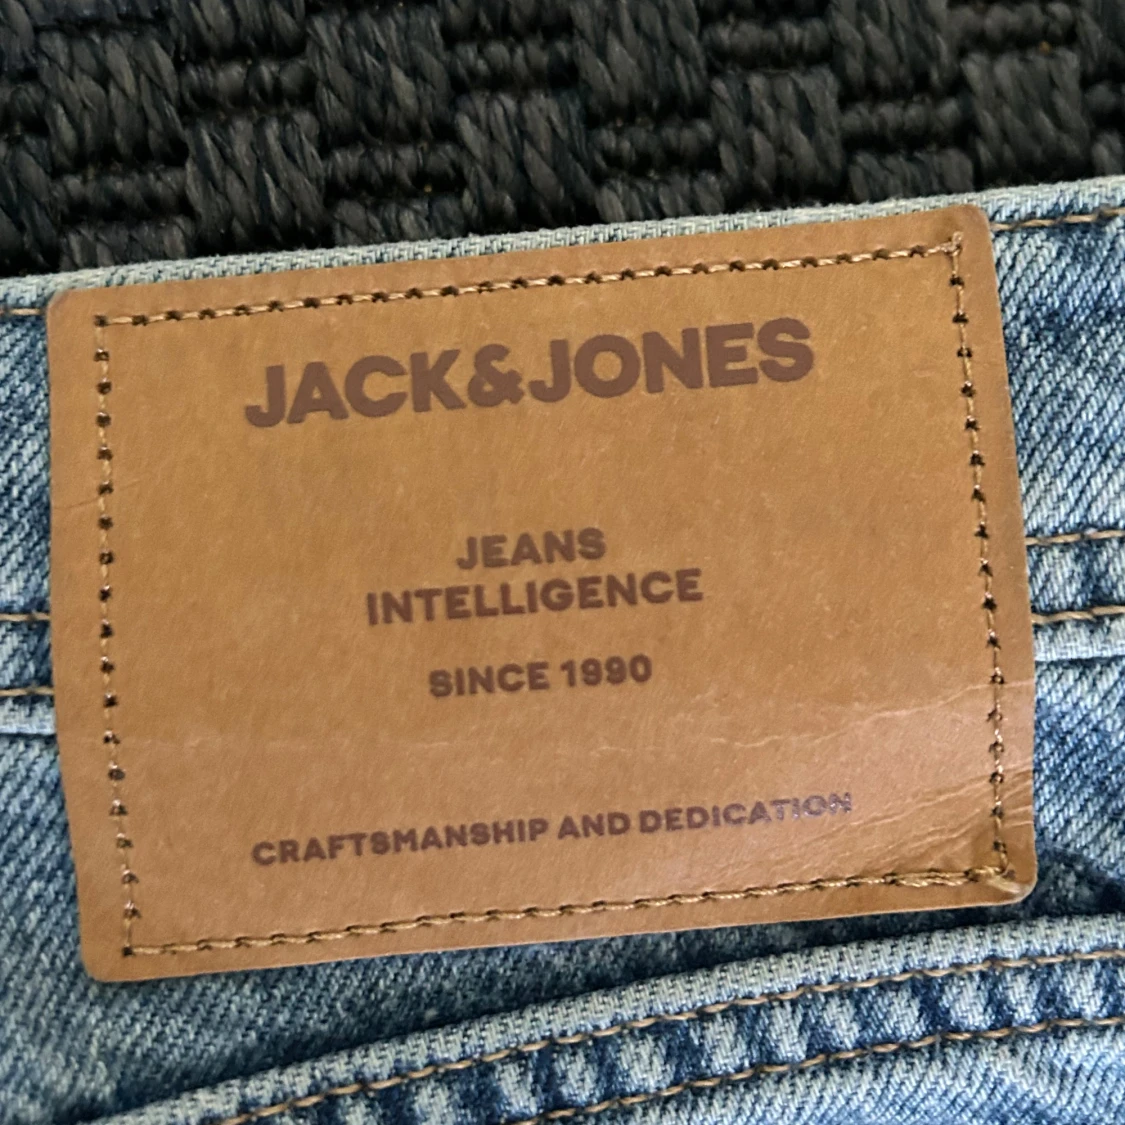 JACK&JONES
JEANS
INTELLIGENCE
SINCE 1990
CRAFTSMANSHIP AND DEDICATION